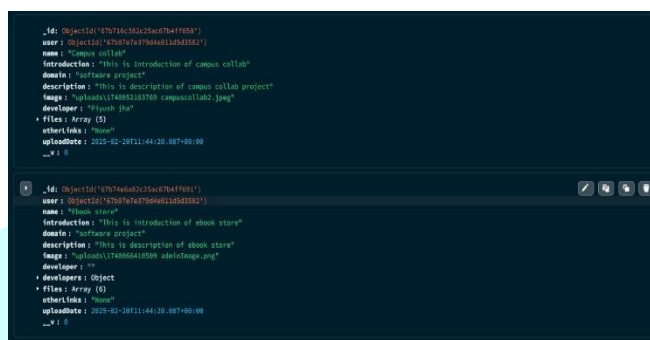 _id: ObjectId('67b716c382c25ac67b4ff858')
user : ObjectId('67b07e7e379d4e011d5d3582')
name : "Campus collab"
introduction : "This is Introduction of campus collab"
domain : "software project"
description : "This is description of campus collab project"
image : "uploads\1740052163769 campuscollab2.jpeg"
developer : "Piyush jha"
files : Array (5)
otherLinks : "None"
uploadDate : 2025-02-20T11:44:20.087+00:00
__v : 0
_id: ObjectId('67b74e6a82c25ac67b4ff691')
user : ObjectId('67b07e7e379d4e011d5d3582')
name : "Ebook store"
introduction : "This is introduction of ebook store"
domain : "software project"
description : "This is description of ebook store"
image : "uploads\1740066410509 adminImage.png"
developer : ""
developers : Object
files : Array (6)
otherLinks : "None"
uploadDate : 2025-02-20T11:44:20.087+00:00
__v : 0